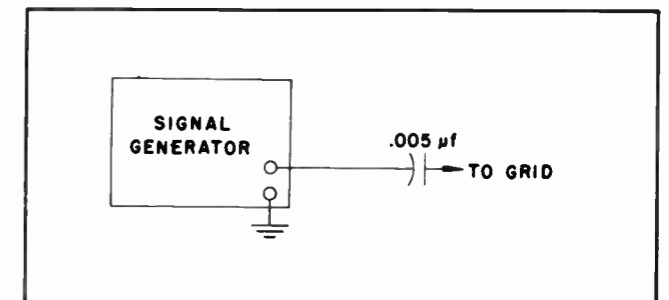 SIGNAL
GENERATOR
.005 µf
TO GRID